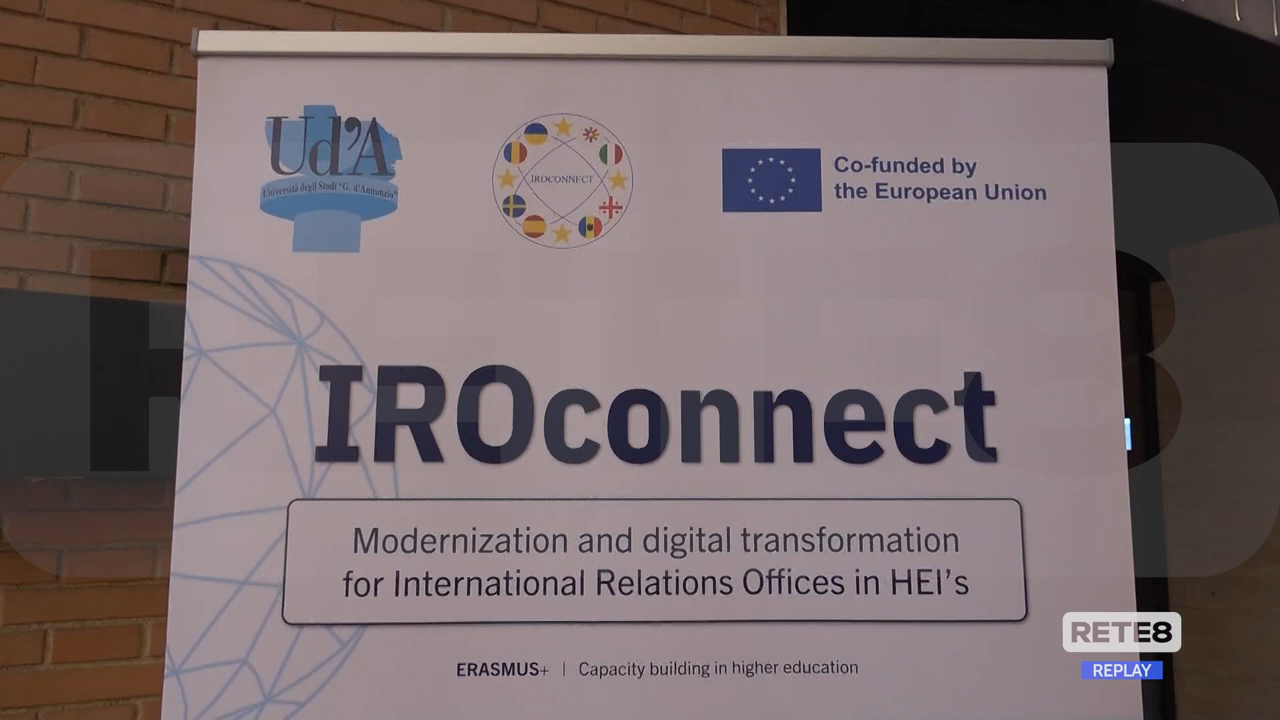 Ud'A
Università degli Studi "G. d'Annunzio"
IROCONNECT
Co-funded by
the European Union
IROconnect
Modernization and digital transformation
for International Relations Offices in HEI's
ERASMUS+ | Capacity building in higher education
RETE8
REPLAY